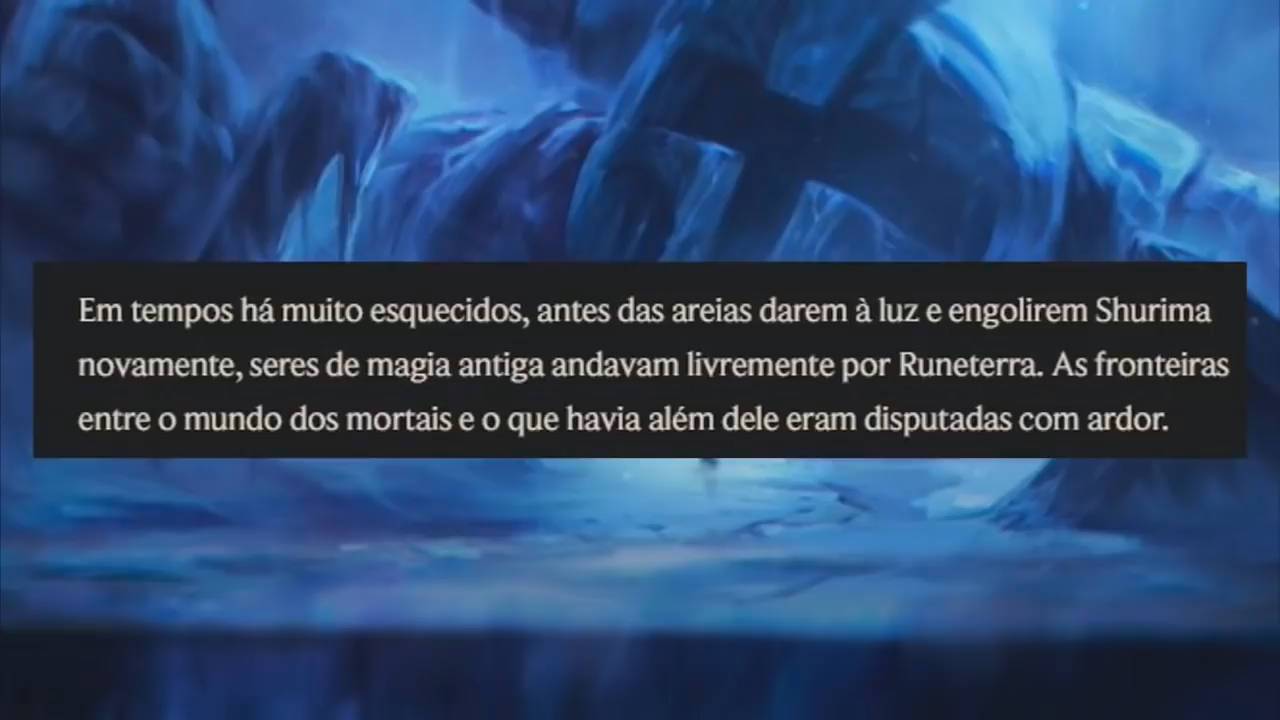 Em tempos há muito esquecidos, antes das areias darem à luz e engolirem Shurima
novamente, seres de magia antiga andavam livremente por Runeterra. As fronteiras
entre o mundo dos mortais e o que havia além dele eram disputadas com ardor.